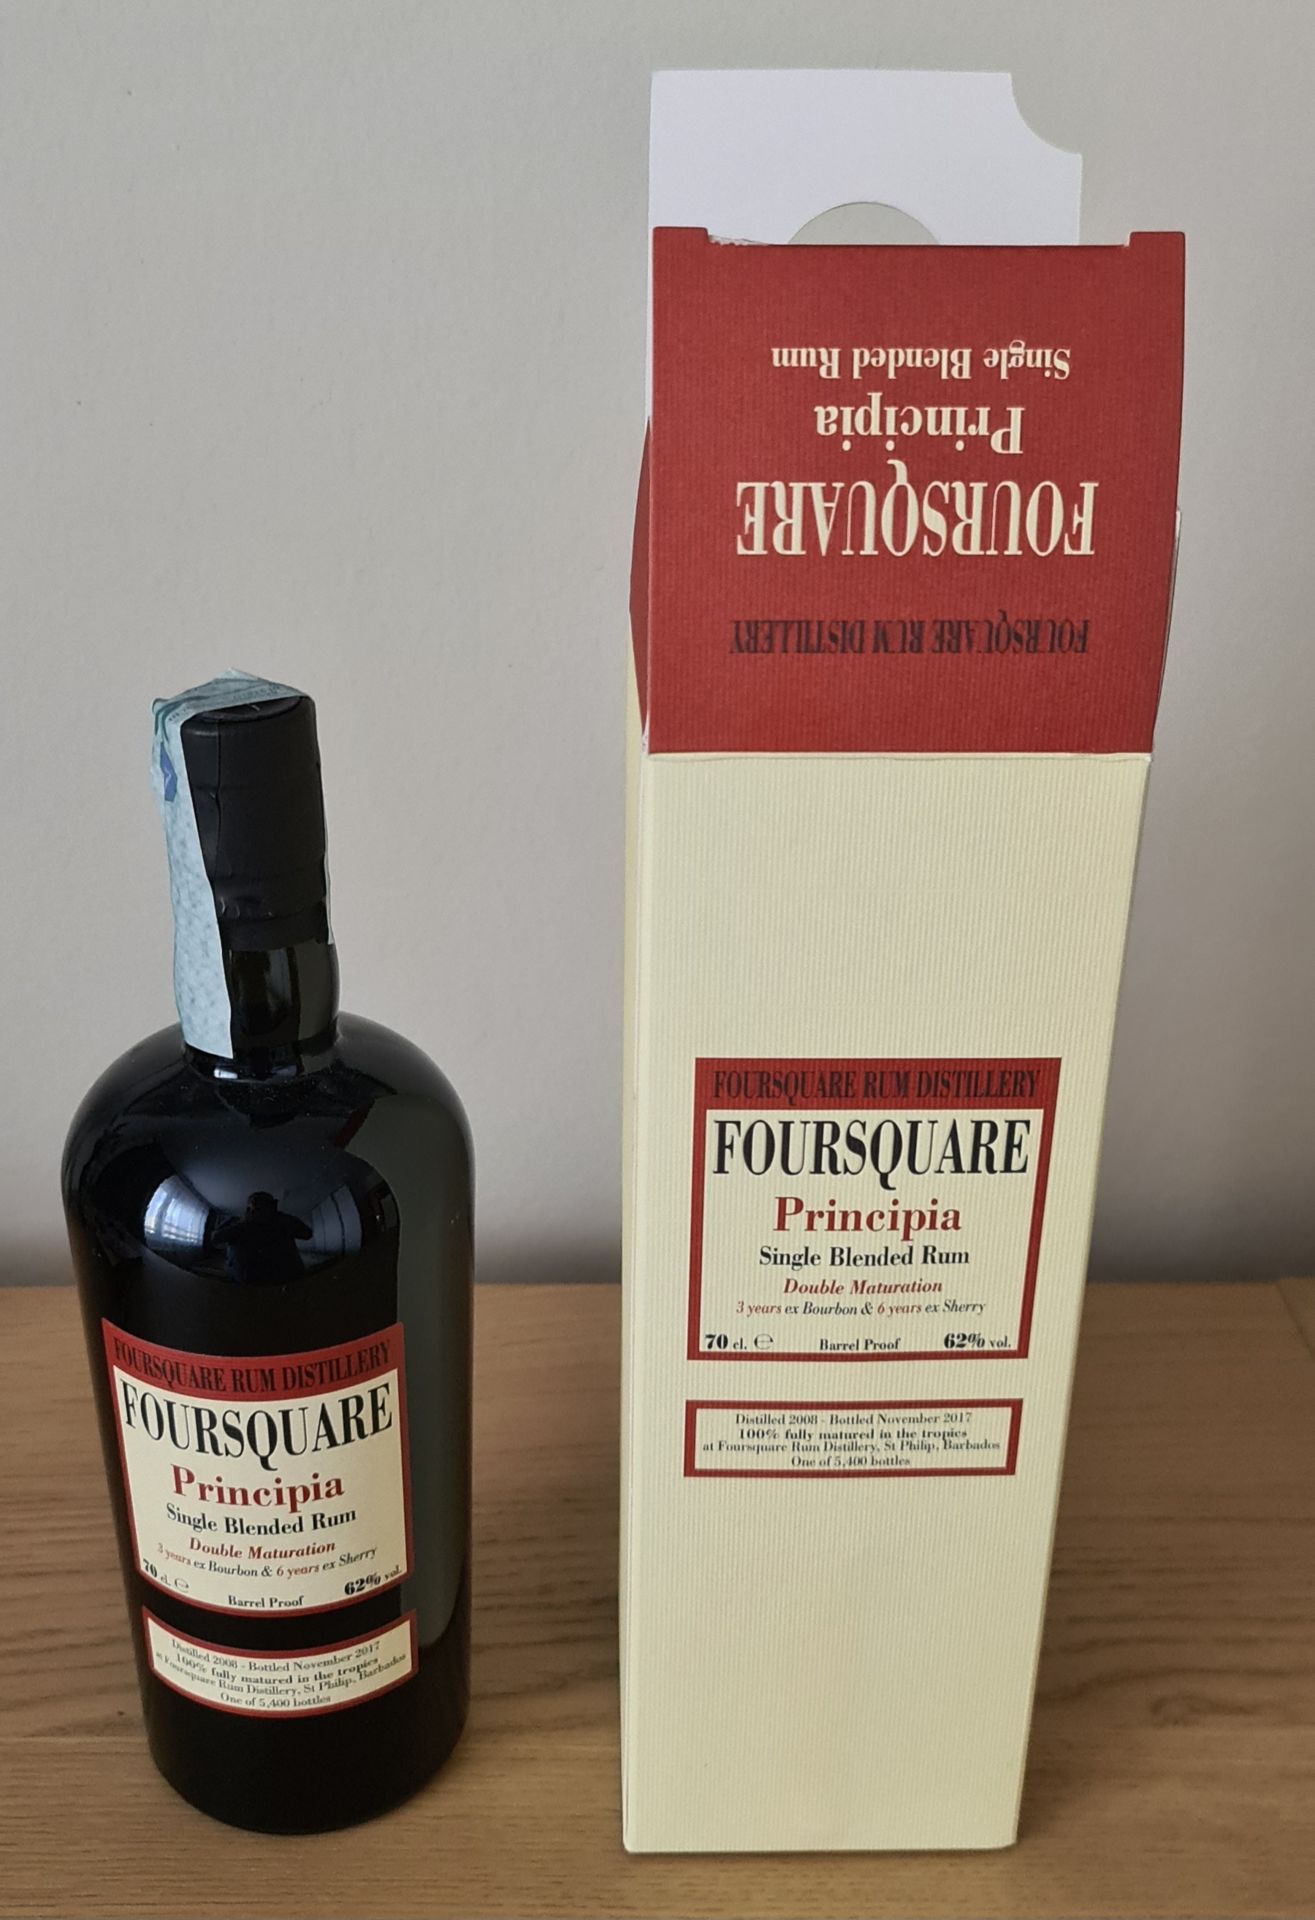 Single Blended Rum
Principia
FOURSQUARE
FOURSQUARE RUM DISTILLERY
FOURSQUARE RUM DISTILLERY
FOURSQUARE
Principia
Single Blended Rum
Double Maturation
3 years ex Bourbon & 6 years ex Sherry
70 cl. ℮ Barrel Proof 62% vol.
Distilled 2008 - Bottled November 2017
100% fully matured in the tropics
at Foursquare Rum Distillery, St Philip, Barbados
One of 5,400 bottles
FOURSQUARE RUM DISTILLERY
FOURSQUARE
Principia
Single Blended Rum
Double Maturation
3 years ex Bourbon & 6 years ex Sherry
70 cl. ℮ Barrel Proof 62% vol.
Distilled 2008 - Bottled November 2017
100% fully matured in the tropics
at Foursquare Rum Distillery, St Philip, Barbados
One of 5,400 bottles